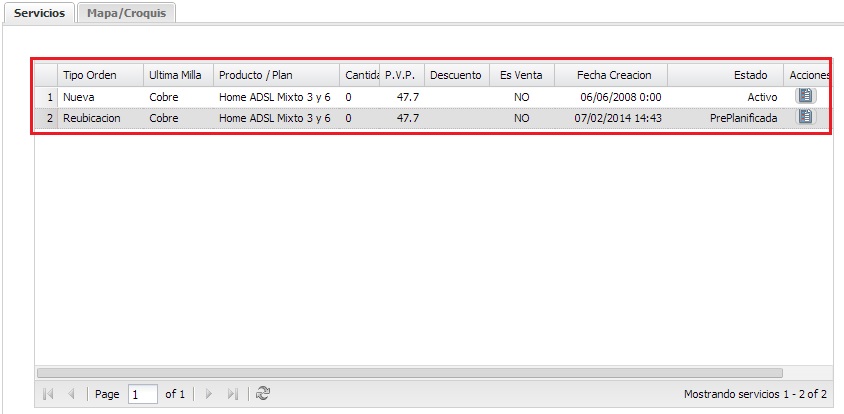 Servicios Mapa/Croquis
Tipo Orden Ultima Milla Producto / Plan Cantida P.V.P. Descuento Es Venta Fecha Creacion Estado Acciones
1 Nueva Cobre Home ADSL Mixto 3 y 6 0 47.7 NO 06/06/2008 0:00 Activo
2 Reubicacion Cobre Home ADSL Mixto 3 y 6 0 47.7 NO 07/02/2014 14:43 PrePlanificada
Page 1 of 1 Mostrando servicios 1 - 2 of 2